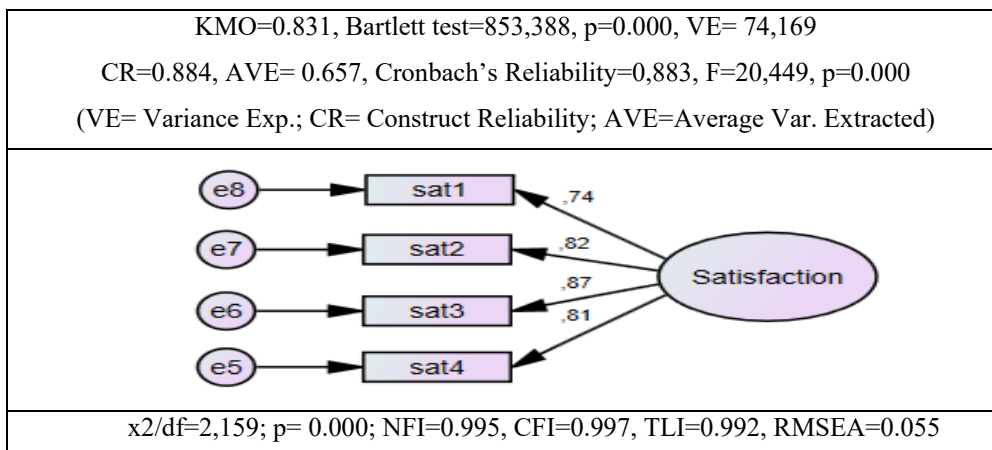 KMO=0.831, Bartlett test=853,388, p=0.000, VE= 74,169
CR=0.884, AVE= 0.657, Cronbach’s Reliability=0,883, F=20,449, p=0.000
(VE= Variance Exp.; CR= Construct Reliability; AVE=Average Var. Extracted)
e8 sat1 ,74
e7 sat2 ,82
Satisfaction
e6 sat3 ,87
e5 sat4 ,81
x2/df=2,159; p= 0.000; NFI=0.995, CFI=0.997, TLI=0.992, RMSEA=0.055